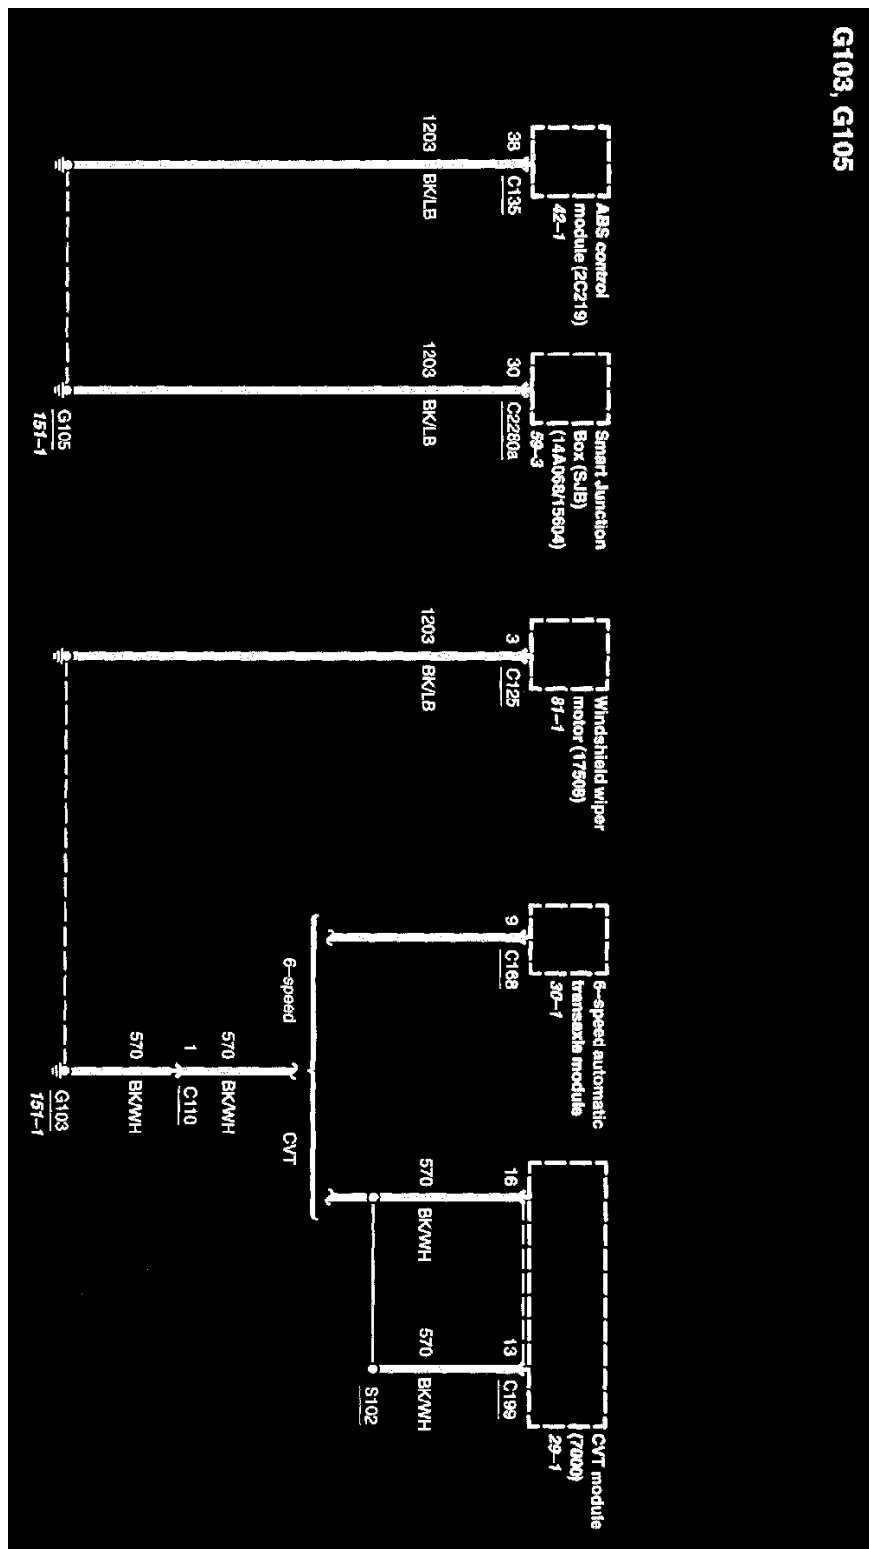 G103, G105
ABS control
module (2C219)
42-1
38
C135
1203
BK/LB
Smart Junction
Box (SJB)
(14A068/15604)
59-3
30
C2280a
1203
BK/LB
G105
151-1
Windshield wiper
motor (17508)
81-1
3
C125
1203
BK/LB
6-speed automatic
transaxle module
30-1
9
C168
6-speed
CVT
570
BK/WH
1
C110
570
BK/WH
G103
151-1
CVT module
(7000)
29-1
16
13
C199
570
BK/WH
570
BK/WH
S102